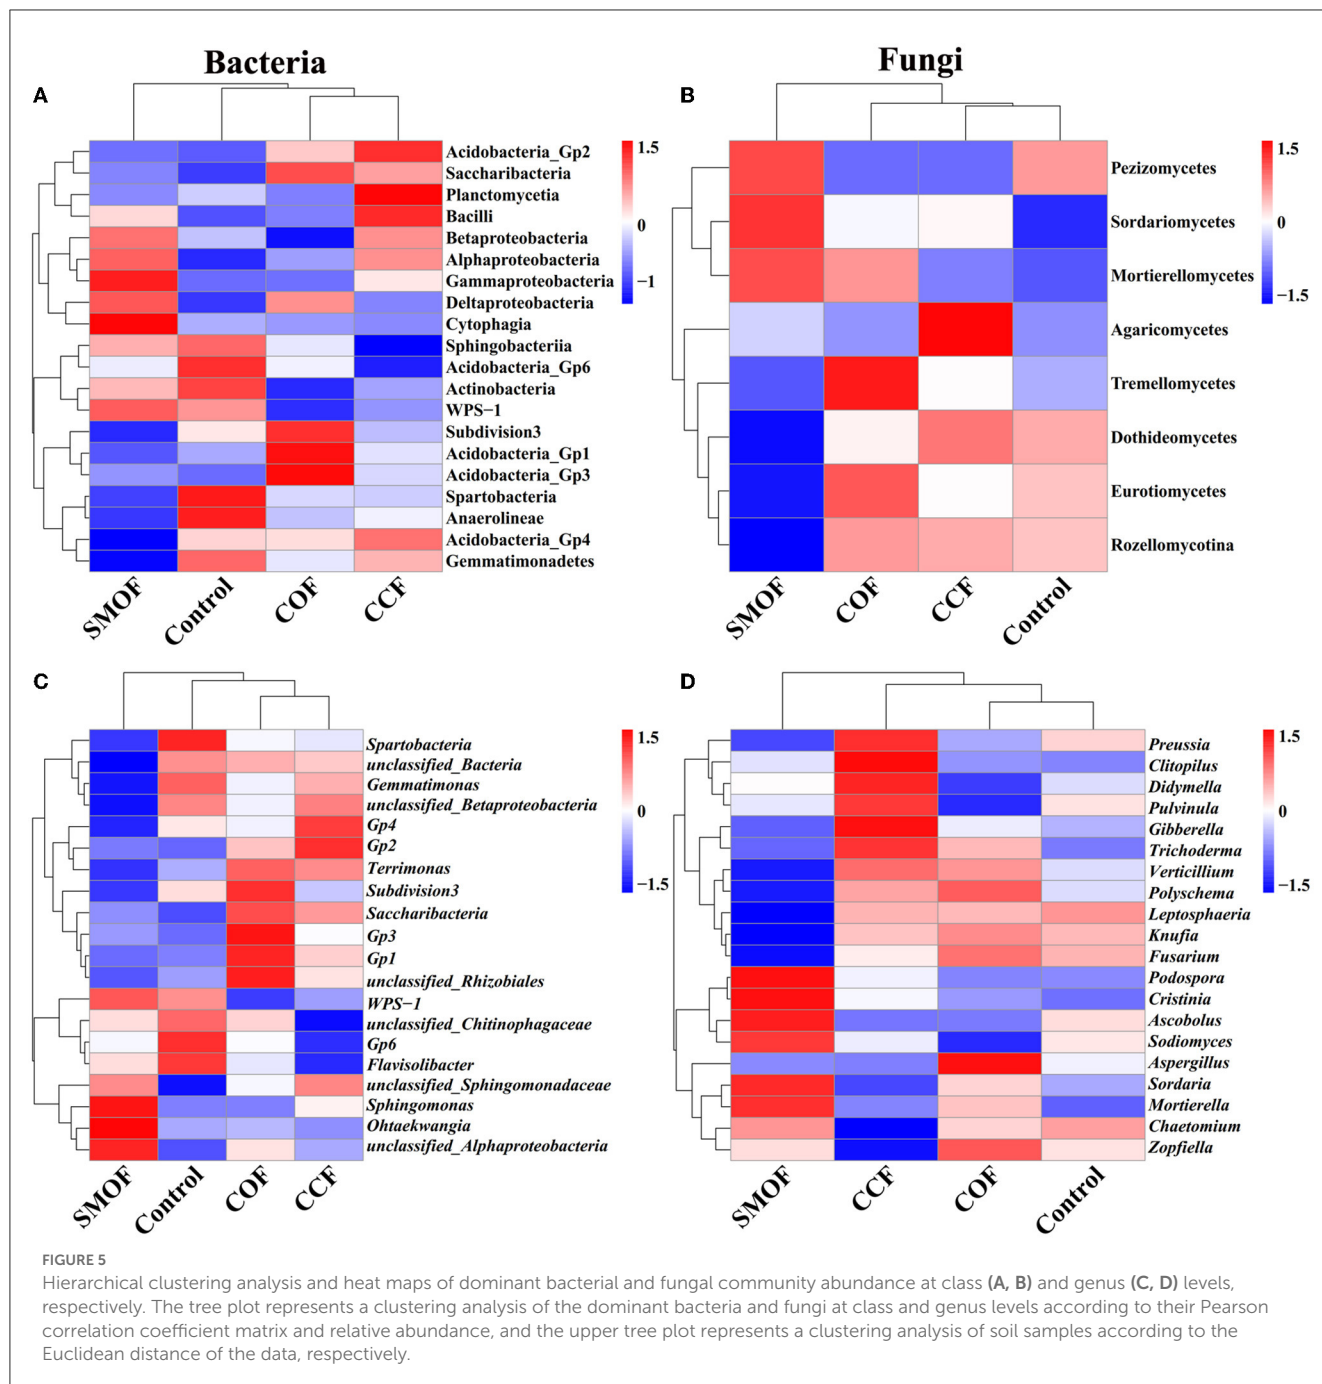 Bacteria
Fungi
A
Acidobacteria_Gp2
Saccharibacteria
Planctomycetia
Bacilli
Betaproteobacteria
Alphaproteobacteria
Gammaproteobacteria
Deltaproteobacteria
Cytophagia
Sphingobacteriia
Acidobacteria_Gp6
Actinobacteria
WPS−1
Subdivision3
Acidobacteria_Gp1
Acidobacteria_Gp3
Spartobacteria
Anaerolineae
Acidobacteria_Gp4
Gemmatimonadetes
1.5
0
−1
SMOF
Control
COF
CCF
B
Pezizomycetes
Sordariomycetes
Mortierellomycetes
Agaricomycetes
Tremellomycetes
Dothideomycetes
Eurotiomycetes
Rozellomycotina
1.5
0
−1.5
SMOF
COF
CCF
Control
C
Spartobacteria
unclassified_Bacteria
Gemmatimonas
unclassified_Betaproteobacteria
Gp4
Gp2
Terrimonas
Subdivision3
Saccharibacteria
Gp3
Gp1
unclassified_Rhizobiales
WPS−1
unclassified_Chitinophagaceae
Gp6
Flavisolibacter
unclassified_Sphingomonadaceae
Sphingomonas
Ohtaekwangia
unclassified_Alphaproteobacteria
1.5
0
−1.5
SMOF
Control
COF
CCF
D
Preussia
Clitopilus
Didymella
Pulvinula
Gibberella
Trichoderma
Verticillium
Polyschema
Leptosphaeria
Knufia
Fusarium
Podospora
Cristinia
Ascobolus
Sodiomyces
Aspergillus
Sordaria
Mortierella
Chaetomium
Zopfiella
1.5
0
−1.5
SMOF
CCF
COF
Control
FIGURE 5
Hierarchical clustering analysis and heat maps of dominant bacterial and fungal community abundance at class (A, B) and genus (C, D) levels,
respectively. The tree plot represents a clustering analysis of the dominant bacteria and fungi at class and genus levels according to their Pearson
correlation coefficient matrix and relative abundance, and the upper tree plot represents a clustering analysis of soil samples according to the
Euclidean distance of the data, respectively.